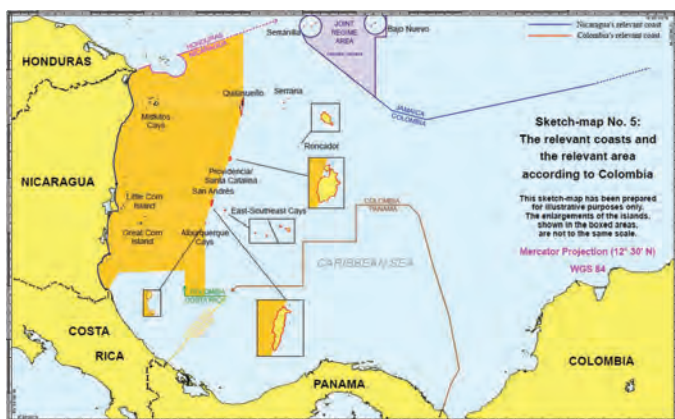 Nicaragua's relevant coast
Colombia's relevant coast
HONDURAS
HONDURAS
NICARAGUA
Serranilla
JOINT
REGIME
AREA
Bajo Nuevo
JAMAICA
COLOMBIA
Quitasueño
Serrana
Miskitos
Cays
Roncador
Sketch-map No. 5:
The relevant coasts and
the relevant area
according to Colombia
This sketch-map has been prepared
for illustrative purposes only.
The enlargements of the islands,
shown in the boxed areas,
are not to the same scale.
Mercator Projection (12° 30' N)
WGS 84
NICARAGUA
Providencia/
Santa Catalina
San Andrés
Little Corn
Island
Great Corn
Island
East-Southeast Cays
Alburquerque
Cays
COLOMBIA
PANAMA
CARIBBEAN SEA
COLOMBIA
COSTA RICA
COSTA
RICA
PANAMA
COLOMBIA